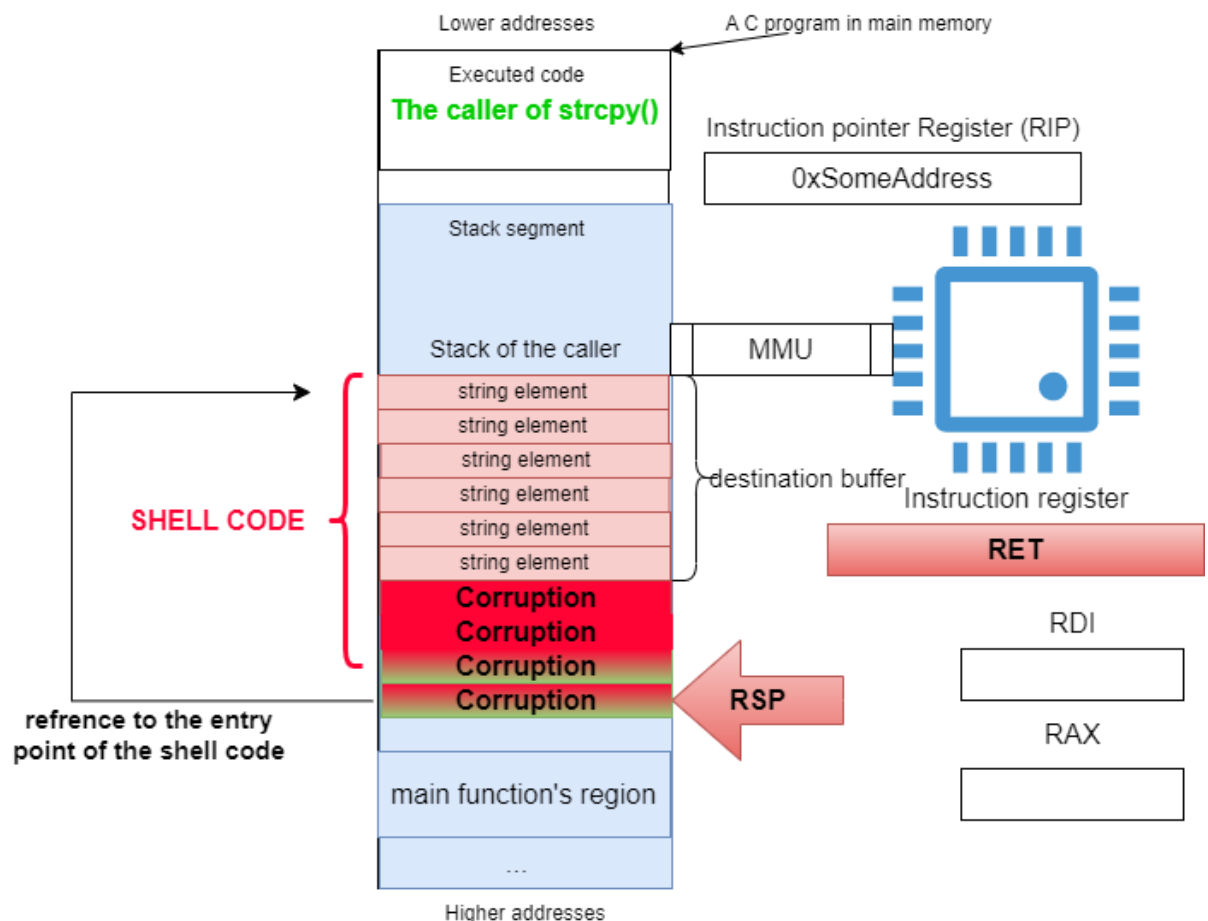 Lower addresses
A C program in main memory
Executed code
The caller of strcpy()
Instruction pointer Register (RIP)
0xSomeAddress
Stack segment
Stack of the caller
MMU
string element
string element
string element
string element
string element
string element
destination buffer
SHELL CODE
Instruction register
RET
Corruption
Corruption
Corruption
Corruption
RSP
RDI
RAX
refrence to the entry
point of the shell code
main function's region
...
Higher addresses